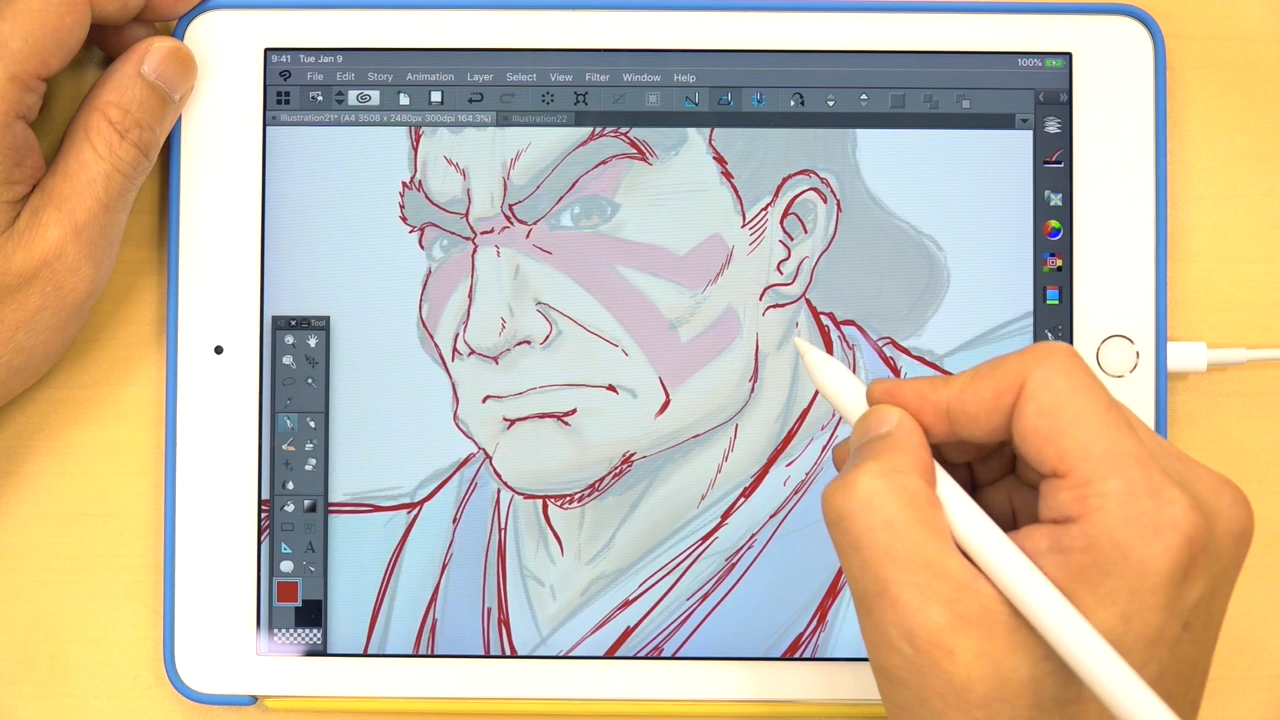 9:41 Tue Jan 9
100%
File Edit Story Animation Layer Select View Filter Window Help
Illustration21* (A4 3508 x 2480px 300dpi 164.3%)
Illustration22
Tool
A